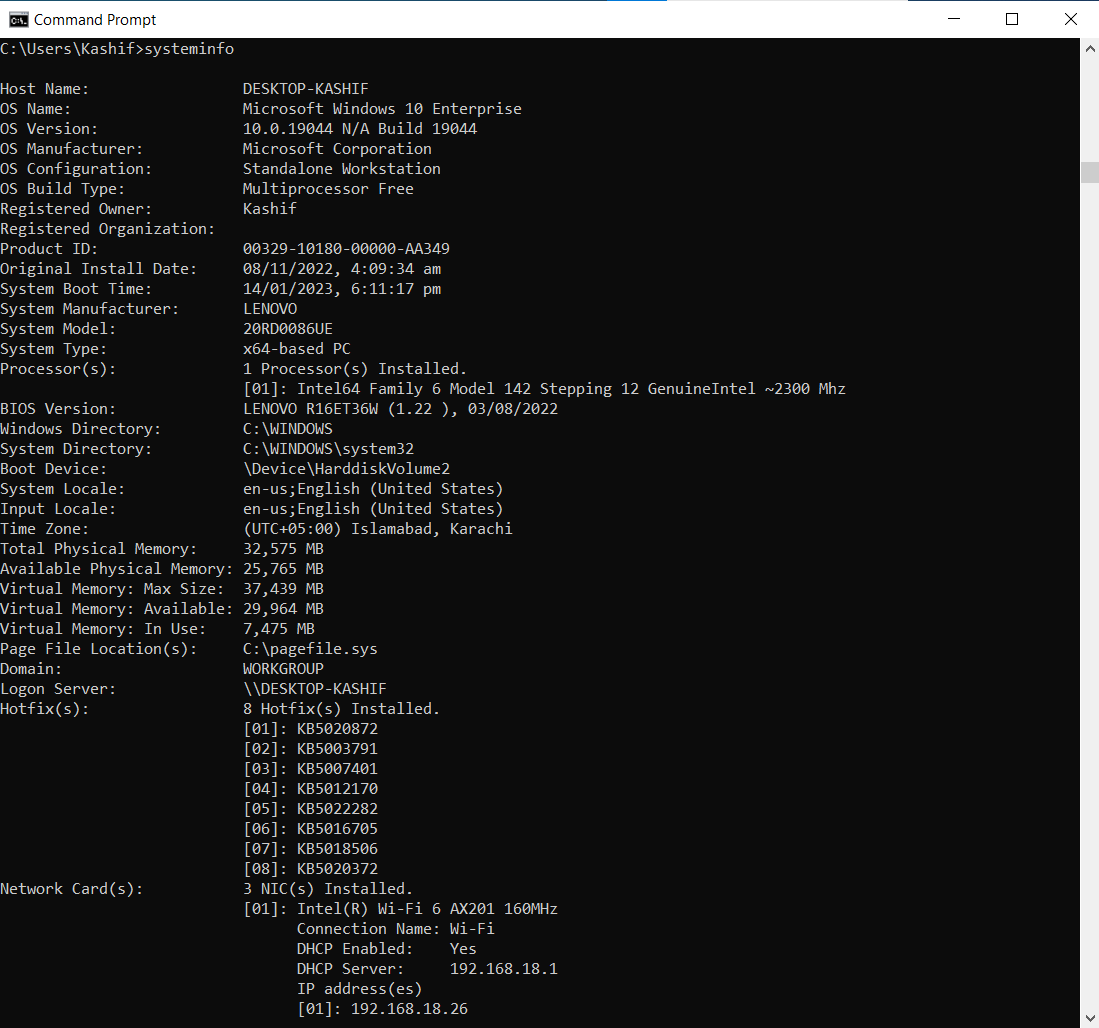 Command Prompt
C:\Users\Kashif>systeminfo
Host Name: DESKTOP-KASHIF
OS Name: Microsoft Windows 10 Enterprise
OS Version: 10.0.19044 N/A Build 19044
OS Manufacturer: Microsoft Corporation
OS Configuration: Standalone Workstation
OS Build Type: Multiprocessor Free
Registered Owner: Kashif
Registered Organization:
Product ID: 00329-10180-00000-AA349
Original Install Date: 08/11/2022, 4:09:34 am
System Boot Time: 14/01/2023, 6:11:17 pm
System Manufacturer: LENOVO
System Model: 20RD0086UE
System Type: x64-based PC
Processor(s): 1 Processor(s) Installed.
[01]: Intel64 Family 6 Model 142 Stepping 12 GenuineIntel ~2300 Mhz
BIOS Version: LENOVO R16ET36W (1.22 ), 03/08/2022
Windows Directory: C:\WINDOWS
System Directory: C:\WINDOWS\system32
Boot Device: \Device\HarddiskVolume2
System Locale: en-us;English (United States)
Input Locale: en-us;English (United States)
Time Zone: (UTC+05:00) Islamabad, Karachi
Total Physical Memory: 32,575 MB
Available Physical Memory: 25,765 MB
Virtual Memory: Max Size: 37,439 MB
Virtual Memory: Available: 29,964 MB
Virtual Memory: In Use: 7,475 MB
Page File Location(s): C:\pagefile.sys
Domain: WORKGROUP
Logon Server: \\DESKTOP-KASHIF
Hotfix(s): 8 Hotfix(s) Installed.
[01]: KB5020872
[02]: KB5003791
[03]: KB5007401
[04]: KB5012170
[05]: KB5022282
[06]: KB5016705
[07]: KB5018506
[08]: KB5020372
Network Card(s): 3 NIC(s) Installed.
[01]: Intel(R) Wi-Fi 6 AX201 160MHz
Connection Name: Wi-Fi
DHCP Enabled: Yes
DHCP Server: 192.168.18.1
IP address(es)
[01]: 192.168.18.26